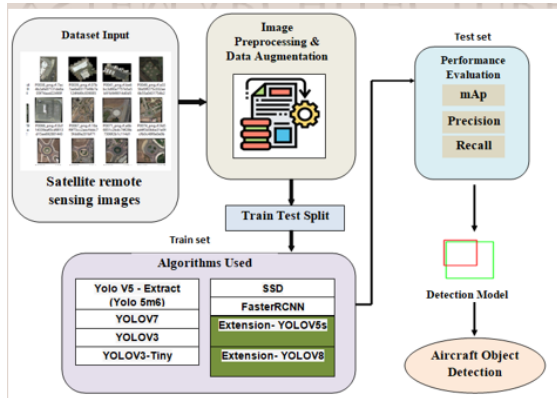 Dataset Input
Satellite remote
sensing images
Image
Preprocessing &
Data Augmentation
Train Test Split
Train set
Algorithms Used
Yolo V5 - Extract
(Yolo 5m6)
YOLOV7
YOLOV3
YOLOV3-Tiny
SSD
FasterRCNN
Extension- YOLOV5s
Extension- YOLOV8
Test set
Performance
Evaluation
mAp
Precision
Recall
Detection Model
Aircraft Object
Detection